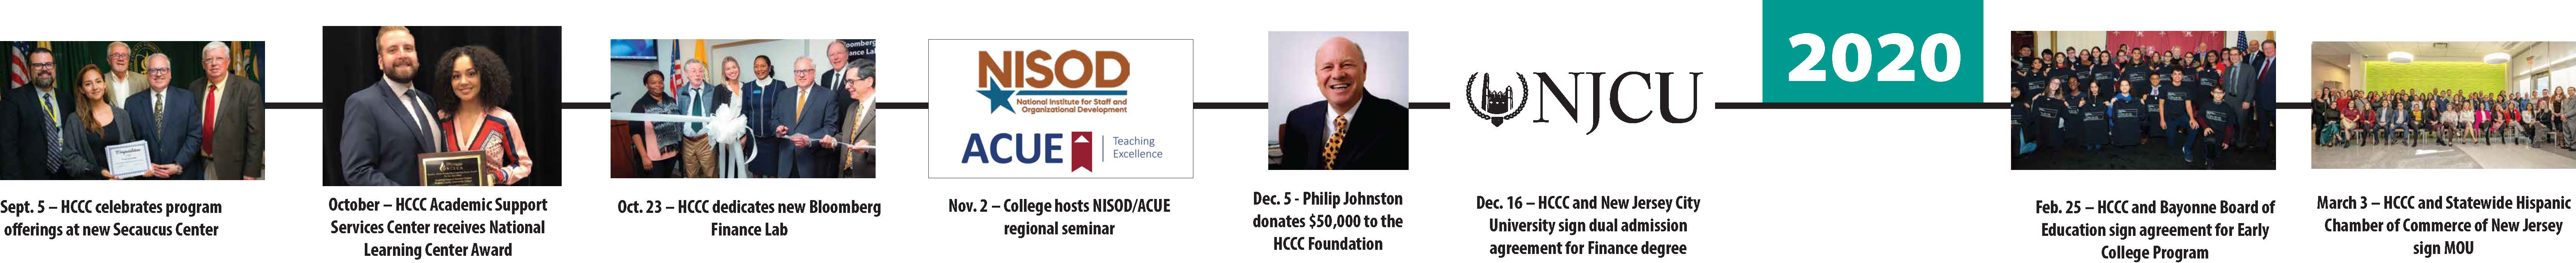 Sept. 5 – HCCC celebrates program
offerings at new Secaucus Center
October – HCCC Academic Support
Services Center receives National
Learning Center Award
Bloomberg
Finance Lab
Oct. 23 – HCCC dedicates new Bloomberg
Finance Lab
NISOD
National Institute for Staff and
Organizational Development
ACUE
Teaching
Excellence
Nov. 2 – College hosts NISOD/ACUE
regional seminar
Dec. 5 - Philip Johnston
donates $50,000 to the
HCCC Foundation
NJCU
Dec. 16 – HCCC and New Jersey City
University sign dual admission
agreement for Finance degree
2020
Feb. 25 – HCCC and Bayonne Board of
Education sign agreement for Early
College Program
March 3 – HCCC and Statewide Hispanic
Chamber of Commerce of New Jersey
sign MOU